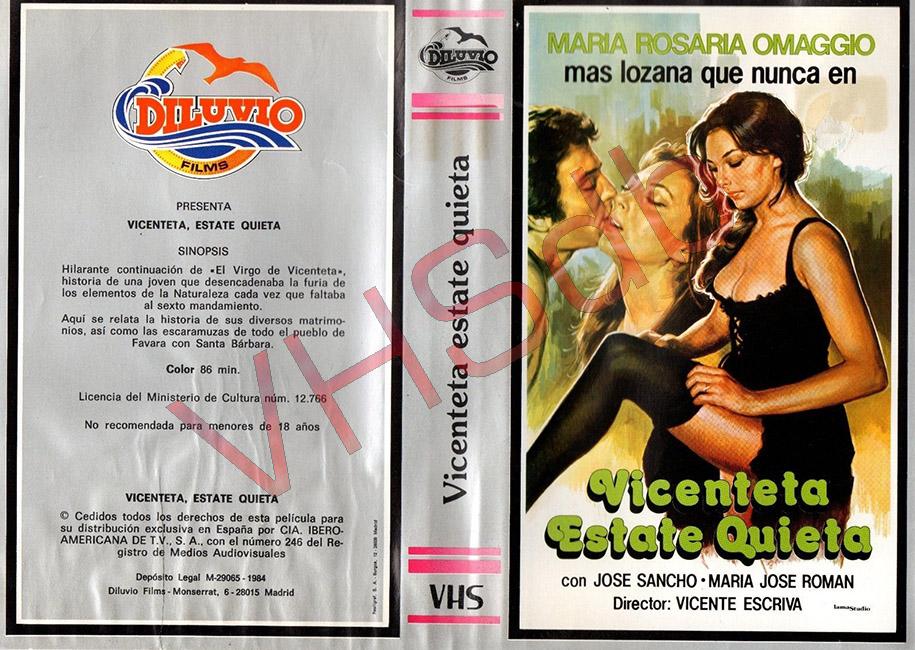 DILUVIO
FILMS
PRESENTA
VICENTETA, ESTATE QUIETA
SINOPSIS
Hilarante continuación de «El Virgo de Vicenteta»,
historia de una joven que desencadenaba la furia de
los elementos de la Naturaleza cada vez que faltaba
al sexto mandamiento.
Aquí se relata la historia de sus diversos matrimo-
nios, así como las escaramuzas de todo el pueblo de
Favara con Santa Bárbara.
Color 86 min.
Licencia del Ministerio de Cultura núm. 12.766
No recomendada para menores de 18 años
VICENTETA, ESTATE QUIETA
© Cedidos todos los derechos de esta película para
su distribución exclusiva en España por CIA. IBERO-
AMERICANA DE T.V., S. A., con el número 246 del Re-
gistro de Medios Audiovisuales
Depósito Legal M-29065 - 1984
Diluvio Films - Monserrat, 6 - 28015 Madrid
DILUVIO
FILMS
Vicenteta estate quieta
VHS
MARIA ROSARIA OMAGGIO
mas lozana que nunca en
Vicenteta
Estate Quieta
con JOSE SANCHO • MARIA JOSE ROMAN
Director: VICENTE ESCRIVA